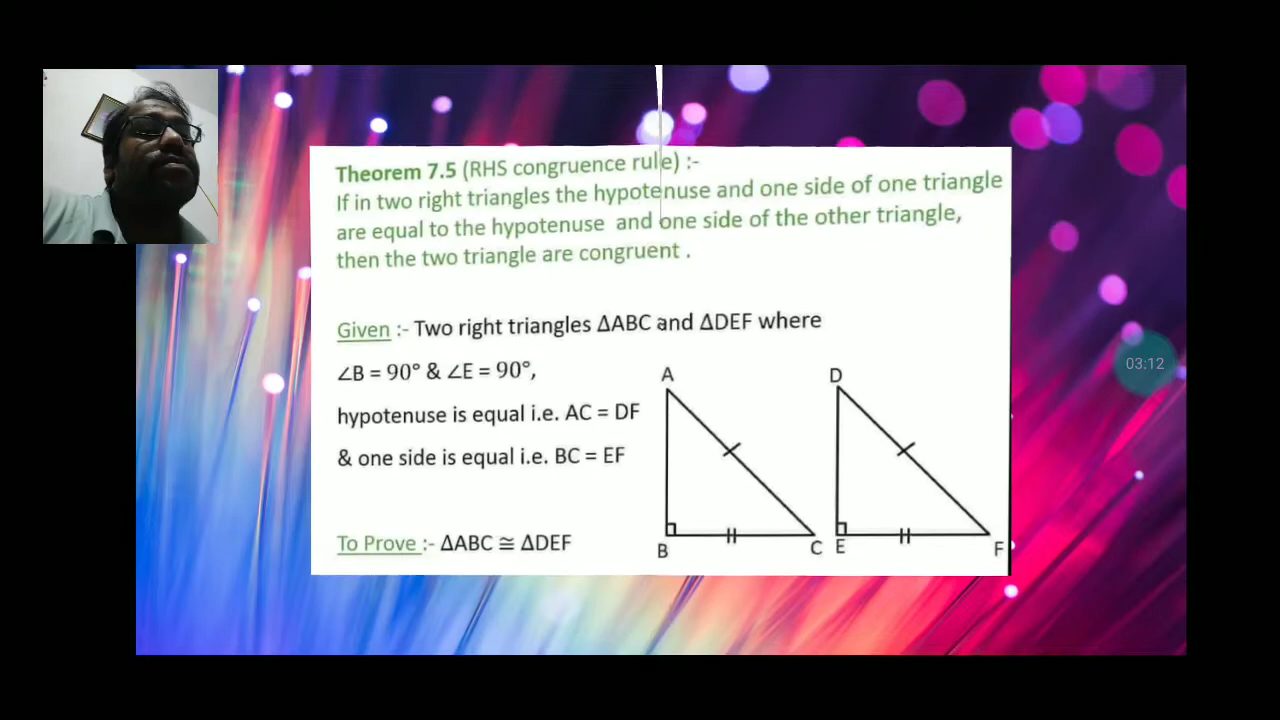 Theorem 7.5 (RHS congruence rule) :-
If in two right triangles the hypotenuse and one side of one triangle
are equal to the hypotenuse and one side of the other triangle,
then the two triangle are congruent .
Given :- Two right triangles ΔABC and ΔDEF where
∠B = 90° & ∠E = 90°,
hypotenuse is equal i.e. AC = DF
& one side is equal i.e. BC = EF
To Prove :- ΔABC ≅ ΔDEF
A
D
B
C
E
F
03:12